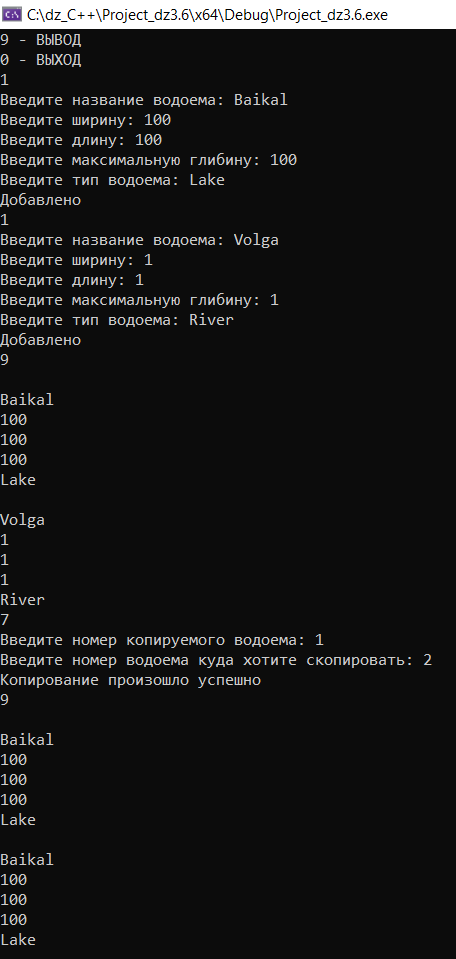 C:\dz_C++\Project_dz3.6\x64\Debug\Project_dz3.6.exe
9 - ВЫВОД
0 - ВЫХОД
1
Введите название водоема: Baikal
Введите ширину: 100
Введите длину: 100
Введите максимальную глибину: 100
Введите тип водоема: Lake
Добавлено
1
Введите название водоема: Volga
Введите ширину: 1
Введите длину: 1
Введите максимальную глибину: 1
Введите тип водоема: River
Добавлено
9
Baikal
100
100
100
Lake
Volga
1
1
1
River
7
Введите номер копируемого водоема: 1
Введите номер водоема куда хотите скопировать: 2
Копирование произошло успешно
9
Baikal
100
100
100
Lake
Baikal
100
100
100
Lake